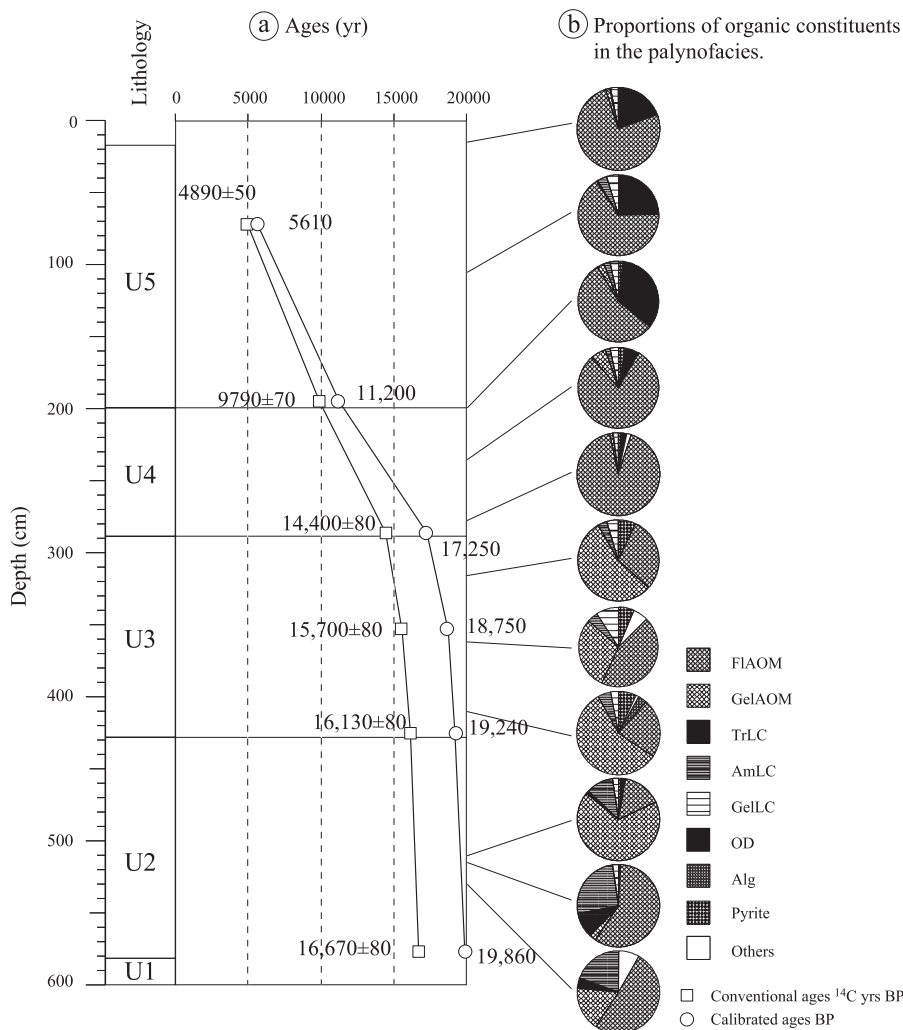 a Ages (yr)
b Proportions of organic constituents
in the palynofacies.
Lithology
0 5000 10000 15000 20000
Depth (cm)
0
100
200
300
400
500
600
U5
U4
U3
U2
U1
4890±50
5610
9790±70
11,200
14,400±80
17,250
15,700±80
18,750
16,130±80
19,240
16,670±80
19,860
FlAOM
GelAOM
TrLC
AmLC
GelLC
OD
Alg
Pyrite
Others
Conventional ages ¹⁴C yrs BP
Calibrated ages BP